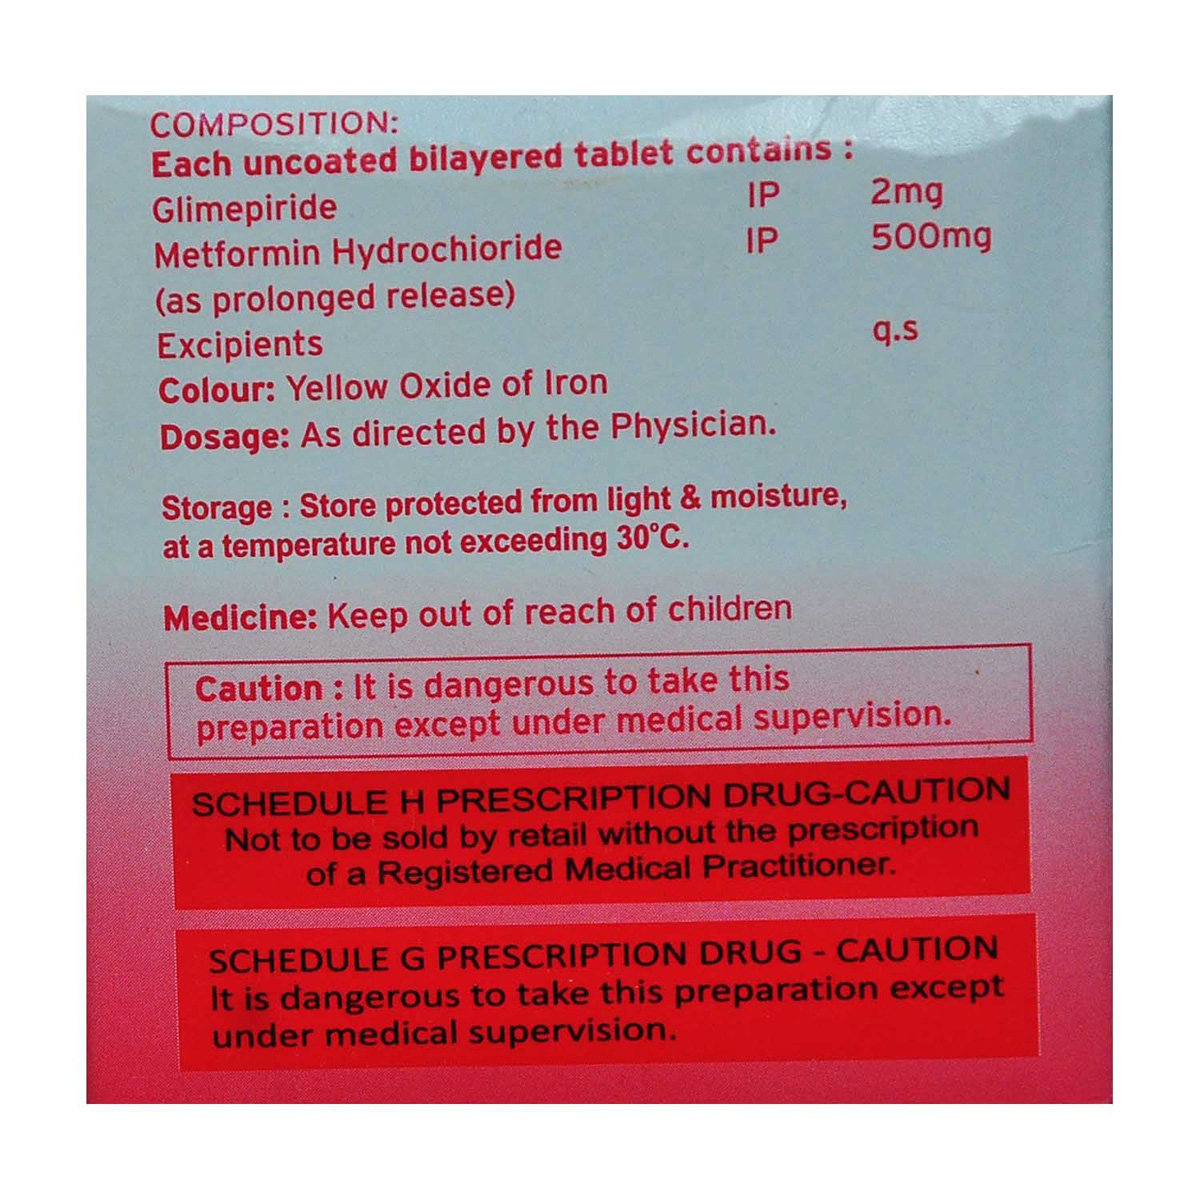 COMPOSITION:
Each uncoated bilayered tablet contains :
Glimepiride IP 2mg
Metformin Hydrochioride IP 500mg
(as prolonged release)
Excipients q.s
Colour: Yellow Oxide of Iron
Dosage: As directed by the Physician.
Storage : Store protected from light & moisture,
at a temperature not exceeding 30°C.
Medicine: Keep out of reach of children
Caution : It is dangerous to take this
preparation except under medical supervision.
SCHEDULE H PRESCRIPTION DRUG-CAUTION
Not to be sold by retail without the prescription
of a Registered Medical Practitioner.
SCHEDULE G PRESCRIPTION DRUG - CAUTION
It is dangerous to take this preparation except
under medical supervision.